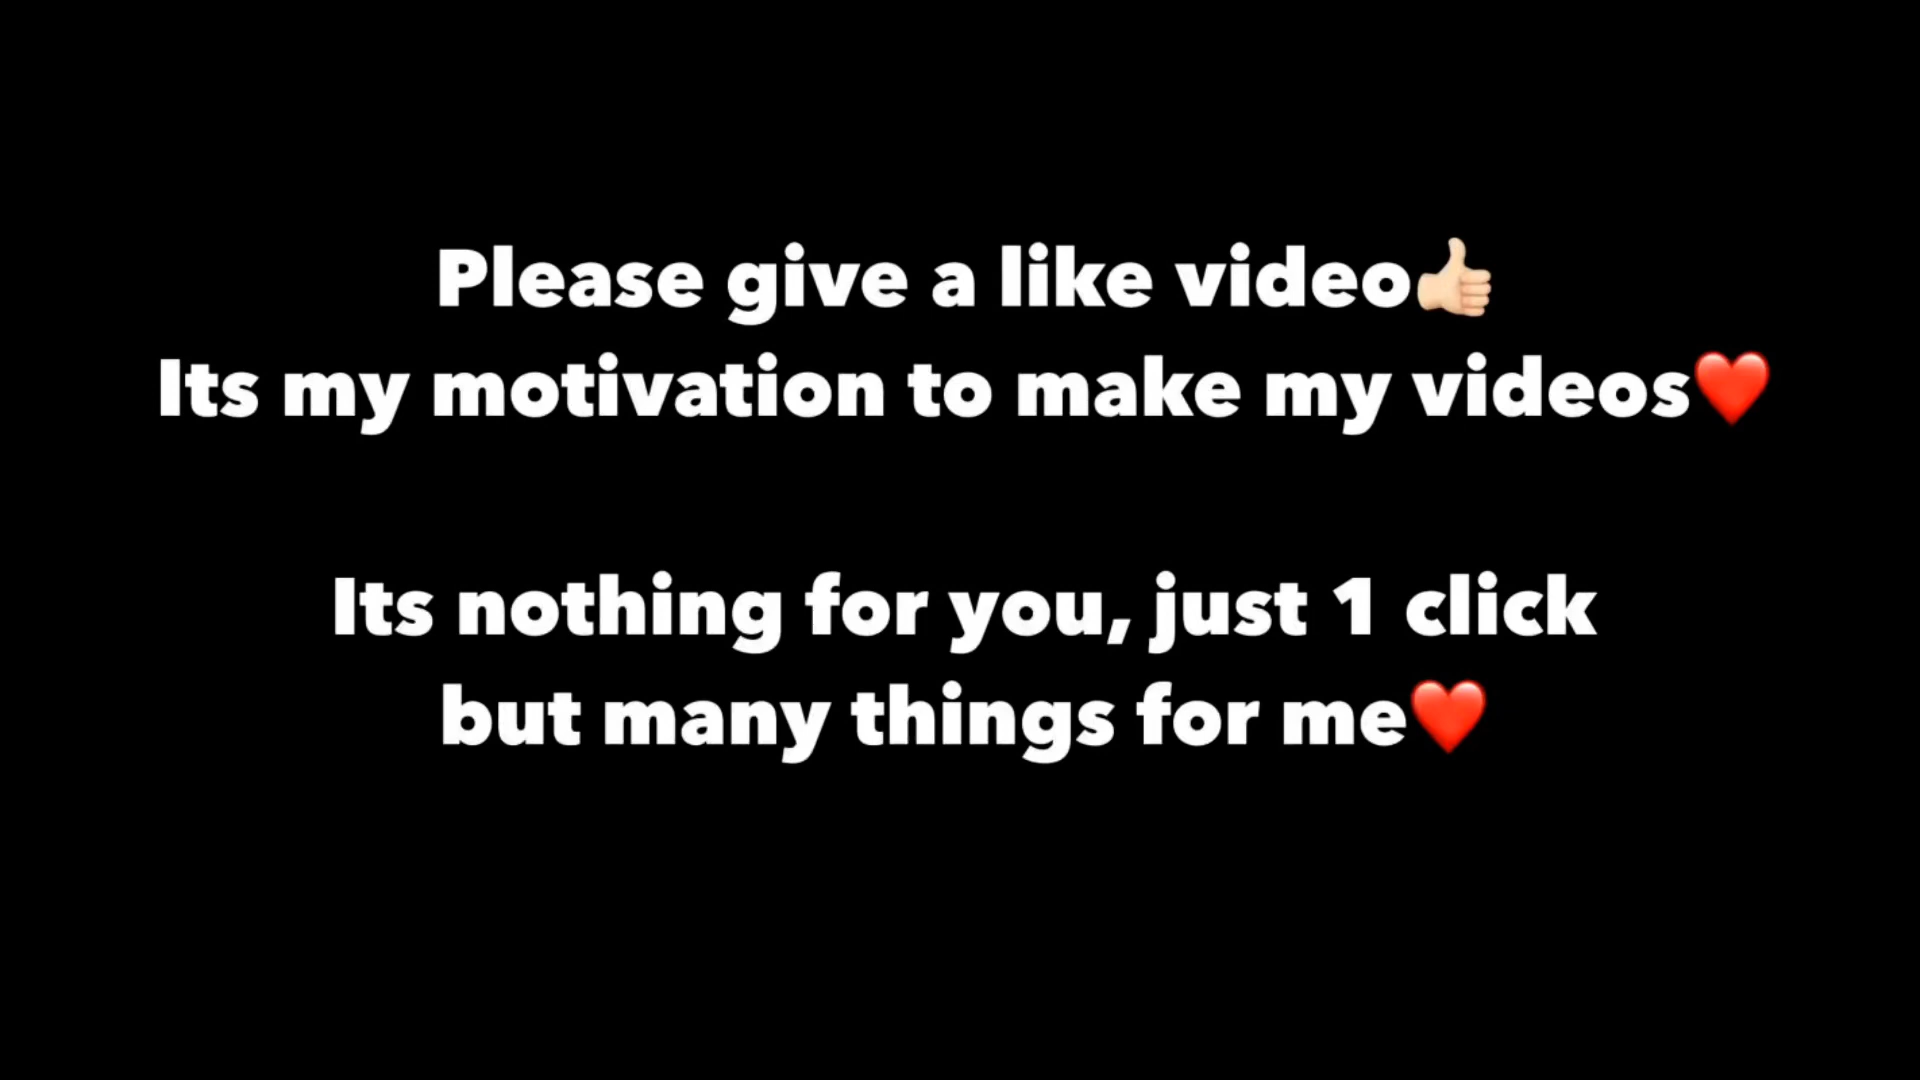 Please give a like video👍🏻
Its my motivation to make my videos❤️
Its nothing for you, just 1 click
but many things for me❤️